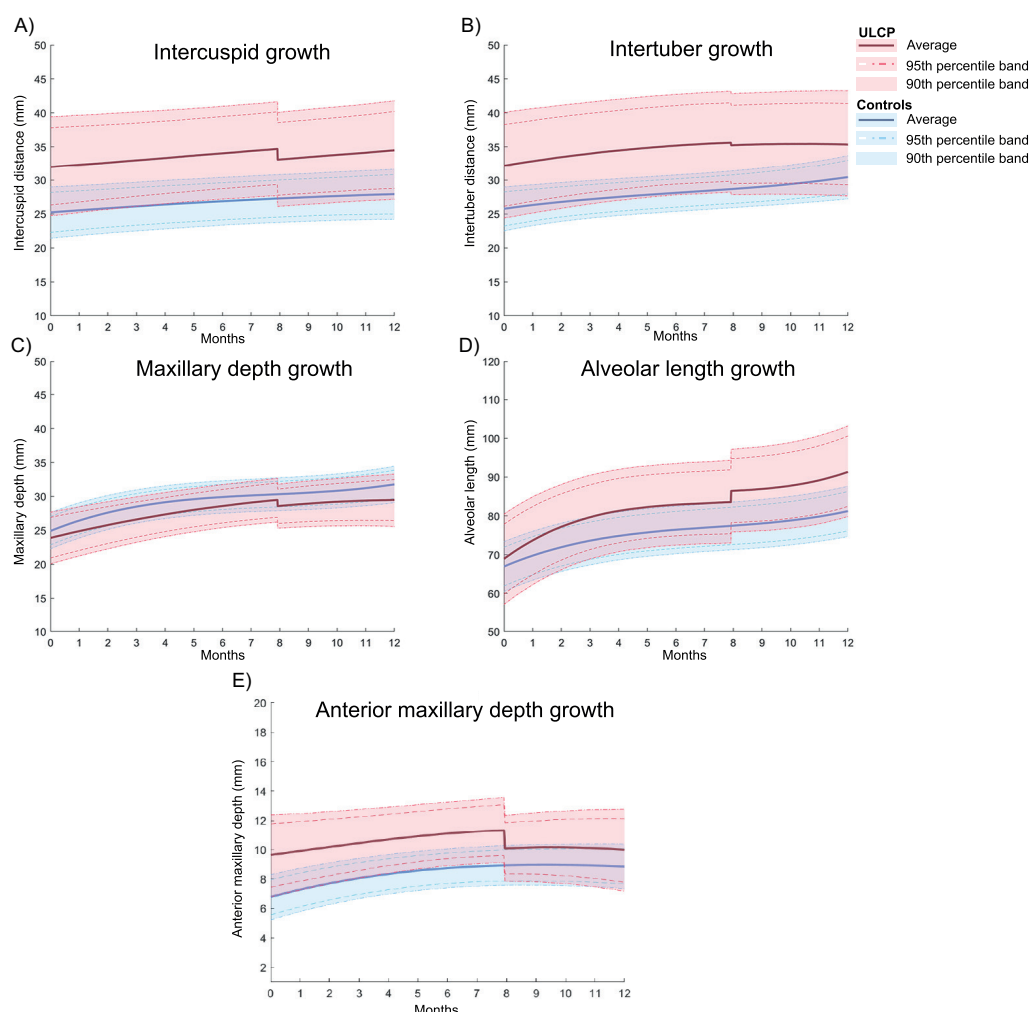 A)
Intercuspid growth
Intercuspid distance (mm)
50
45
40
35
30
25
20
15
10
0 1 2 3 4 5 6 7 8 9 10 11 12
Months
B)
Intertuber growth
Intertuber distance (mm)
50
45
40
35
30
25
20
15
10
0 1 2 3 4 5 6 7 8 9 10 11 12
Months
ULCP
Average
95th percentile band
90th percentile band
Controls
Average
95th percentile band
90th percentile band
C)
Maxillary depth growth
Maxillary depth (mm)
50
45
40
35
30
25
20
15
10
0 1 2 3 4 5 6 7 8 9 10 11 12
Months
D)
Alveolar length growth
Alveolar length (mm)
120
110
100
90
80
70
60
50
0 1 2 3 4 5 6 7 8 9 10 11 12
Months
E)
Anterior maxillary depth growth
Anterior maxillary depth (mm)
20
18
16
14
12
10
8
6
4
2
0 1 2 3 4 5 6 7 8 9 10 11 12
Months